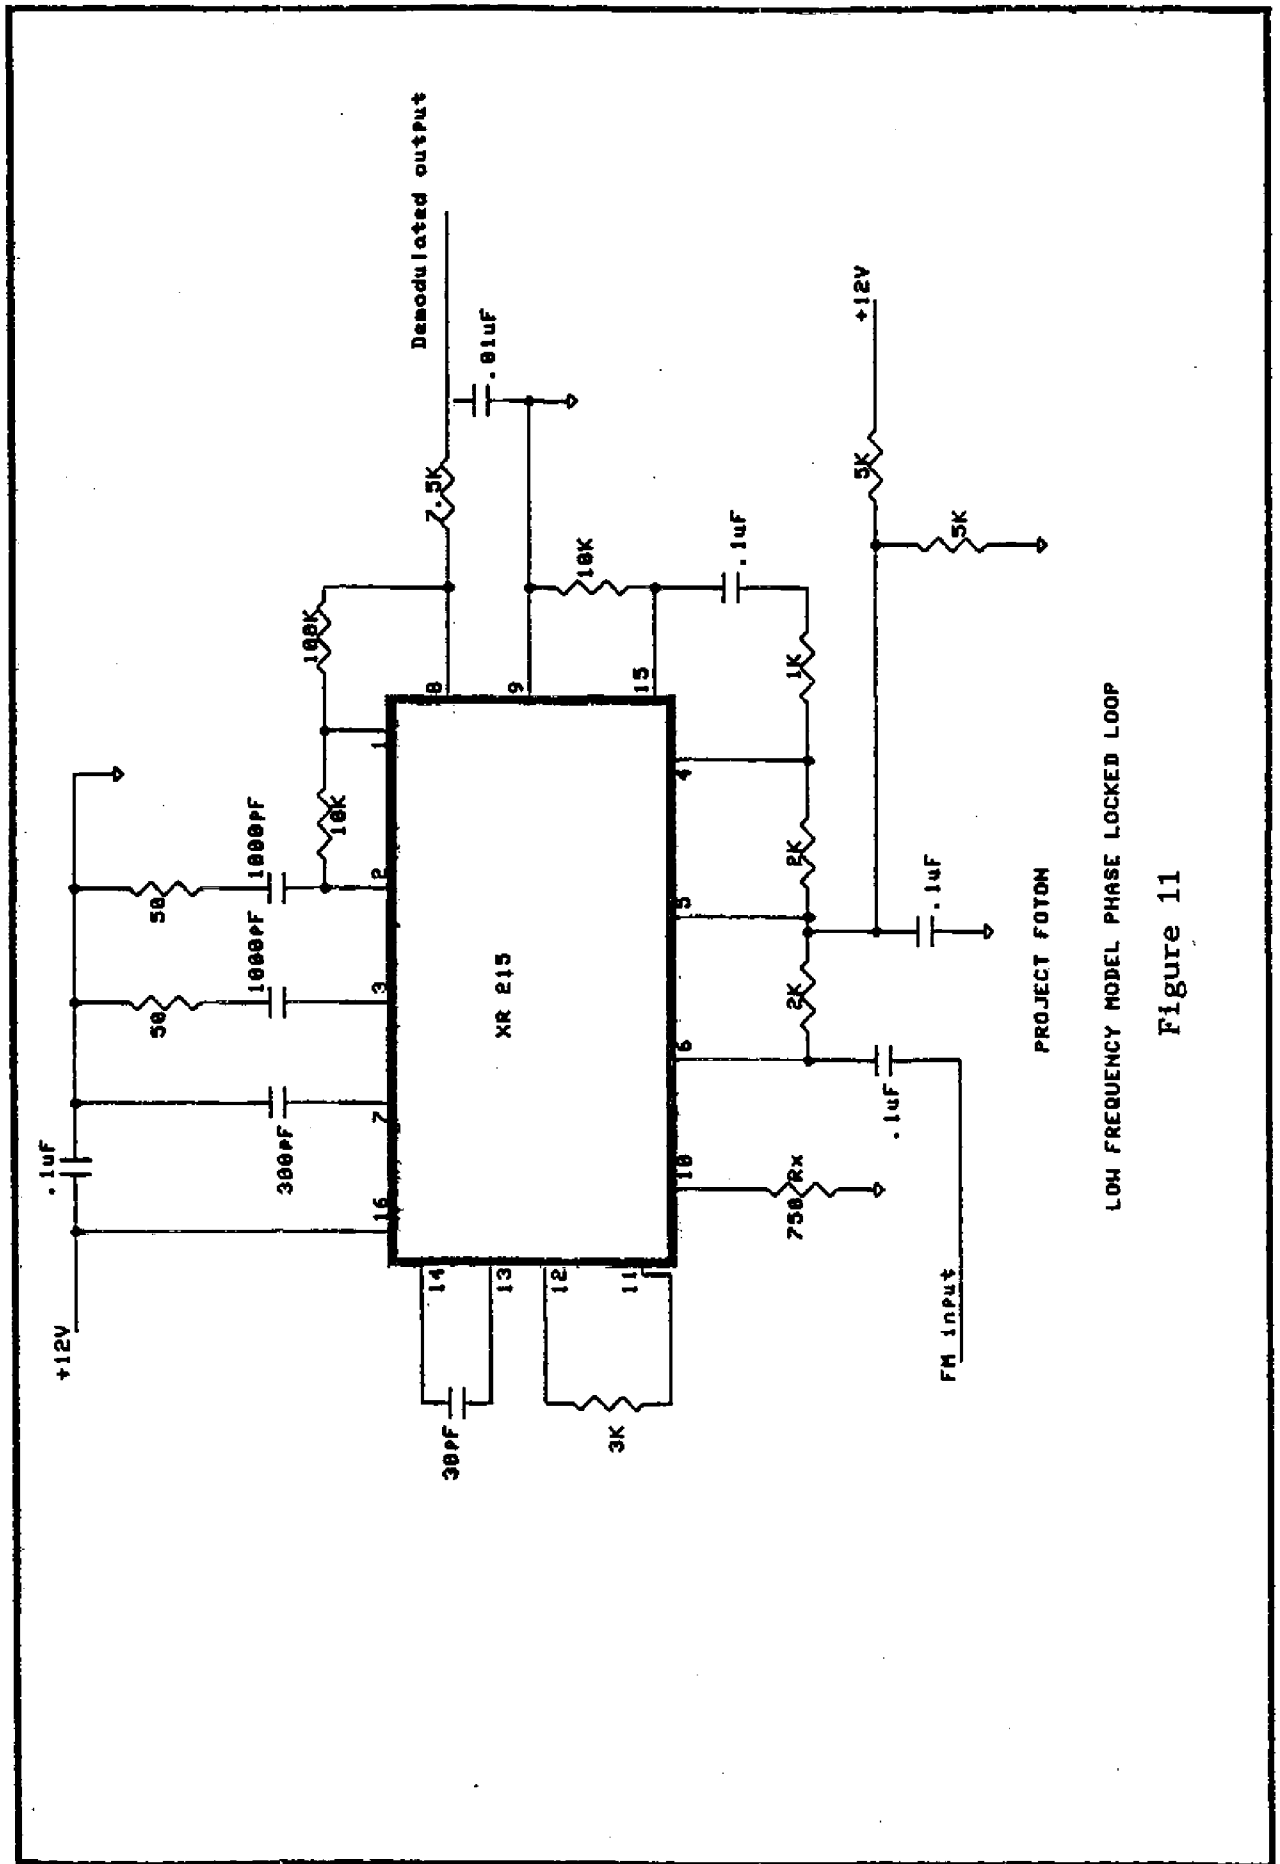 +12V
.1uF
50
50
300PF
1000PF
1000PF
10K
100K
16
7
3
2
1
Demodulated output
14
8
7.5K
30PF
.01uF
13
XR 215
9
12
10K
3K
11
15
10
6
5
4
.1uF
750 Rx
2K
2K
1K
5K
+12V
.1uF
.1uF
FM input
5K
PROJECT FOTON
LOW FREQUENCY MODEL PHASE LOCKED LOOP
Figure 11